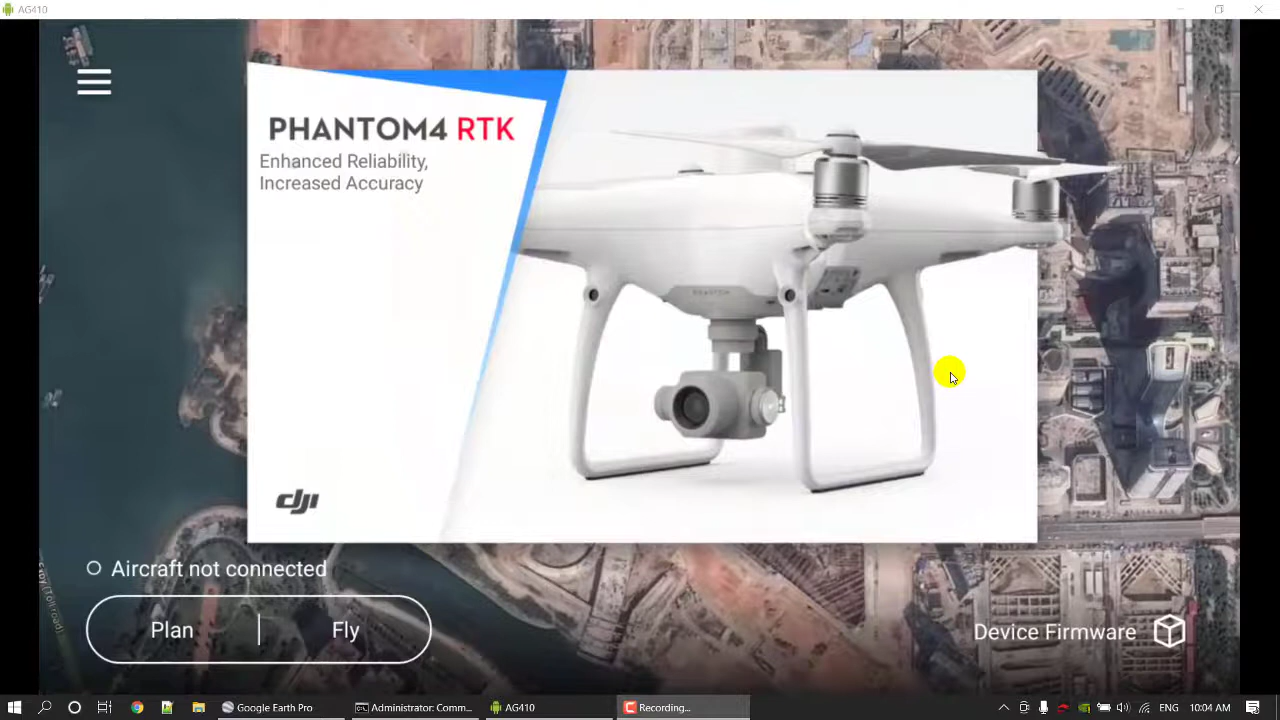 AG410
PHANTOM4 RTK
Enhanced Reliability,
Increased Accuracy
dji
Aircraft not connected
Plan
Fly
Device Firmware
Google Earth Pro
Administrator: Comm...
AG410
Recording...
ENG
10:04 AM